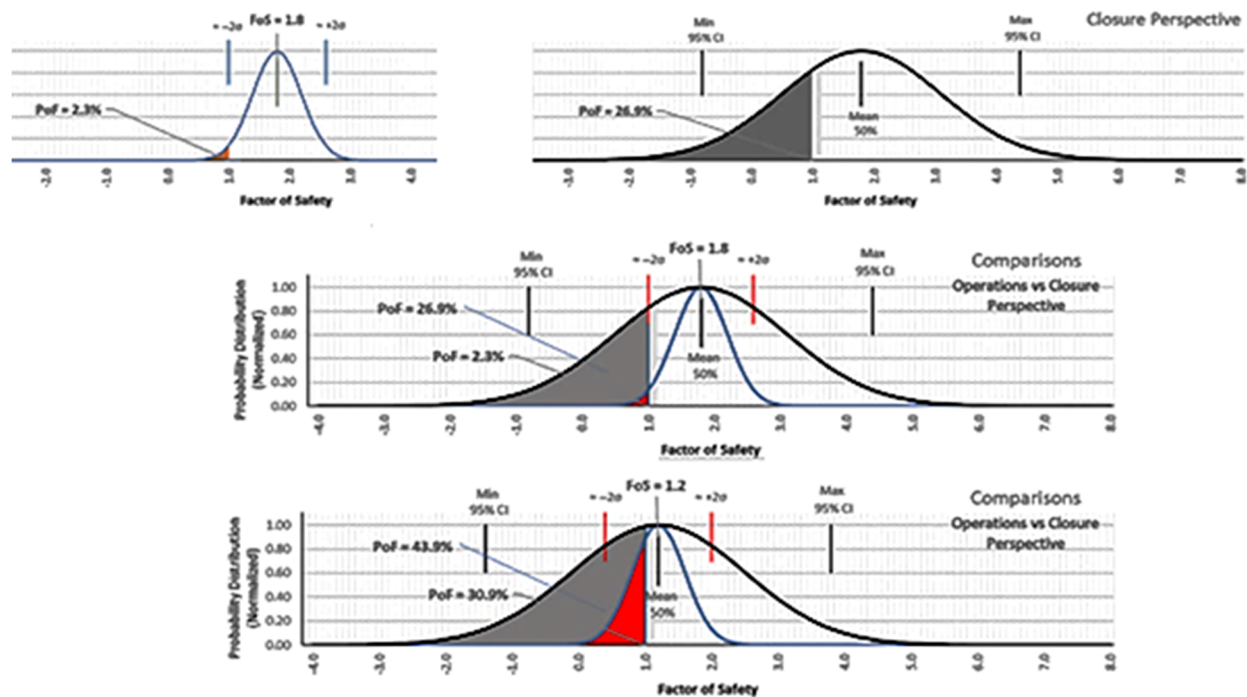 ≈ -2σ FoS = 1.8 ≈ +2σ
PoF = 2.3%
-2.0 -1.0 0.0 1.0 2.0 3.0 4.0
Factor of Safety
Closure Perspective
Min
95% CI
Max
95% CI
PoF = 26.9%
Mean
50%
-3.0 -2.0 -1.0 0.0 1.0 2.0 3.0 4.0 5.0 6.0 7.0 8.0
Factor of Safety
FoS = 1.8
Min
95% CI
≈ -2σ ≈ +2σ
Max
95% CI
Comparisons
Operations vs Closure
Perspective
Probability Distribution
(Normalized)
1.00
0.80
0.60
0.40
0.20
0.00
PoF = 26.9%
PoF = 2.3%
Mean
50%
-4.0 -3.0 -2.0 -1.0 0.0 1.0 2.0 3.0 4.0 5.0 6.0 7.0 8.0
Factor of Safety
FoS = 1.2
Min
95% CI
≈ -2σ ≈ +2σ
Max
95% CI
Comparisons
Operations vs Closure
Perspective
Probability Distribution
(Normalized)
1.00
0.80
0.60
0.40
0.20
0.00
PoF = 43.9%
PoF = 30.9%
Mean
50%
-4.0 -3.0 -2.0 -1.0 0.0 1.0 2.0 3.0 4.0 5.0 6.0 7.0 8.0
Factor of Safety